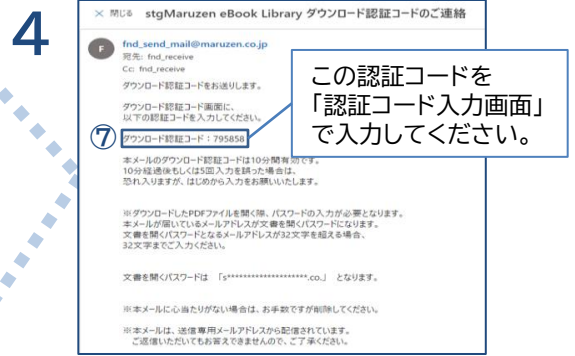 4
× 閉じる stgMaruzen eBook Library ダウンロード認証コードのご連絡
F
fnd_send_mail@maruzen.co.jp
宛先: fnd_receive
Cc: fnd_receive
ダウンロード認証コードをお送りします。
ダウンロード認証コード画面に、
以下の認証コードを入力してください。
⑦ ダウンロード認証コード：795858
この認証コードを
「認証コード入力画面」
で入力してください。
本メールのダウンロード認証コードは10分間有効です。
10分経過後もしくは5回入力を誤った場合は、
恐れ入りますが、はじめから入力をお願いいたします。
※ダウンロードしたPDFファイルを開く際、パスワードの入力が必要となります。
本メールが届いているメールアドレスが文書を開くパスワードになります。
文書を開くパスワードとなるメールアドレスが32文字を超える場合、
32文字までご入力ください。
文書を開くパスワードは 「s********************.co.」 となります。
※本メールに心当たりがない場合は、お手数ですが削除してください。
※本メールは、送信専用メールアドレスから配信されています。
ご返信いただいてもお答えできませんので、ご了承ください。